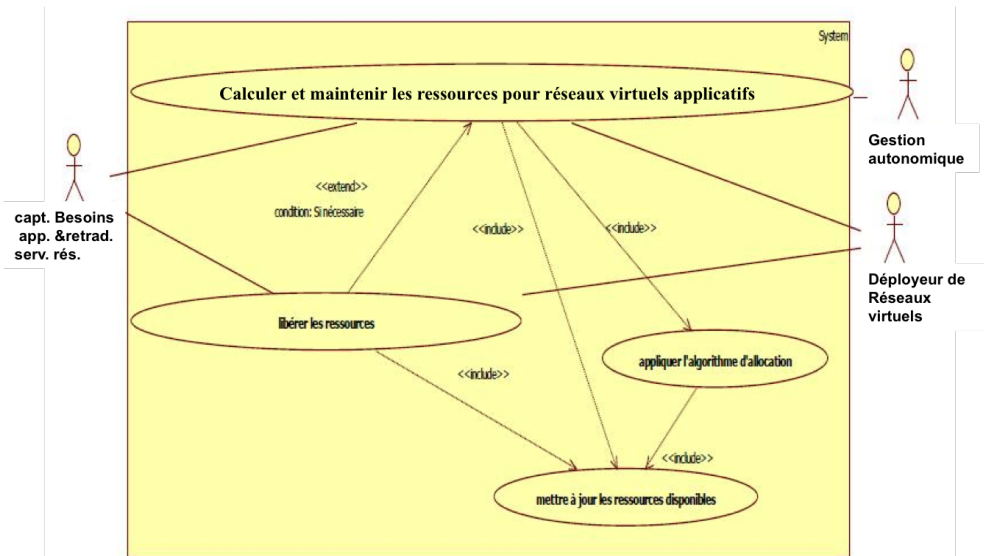 System
Calculer et maintenir les ressources pour réseaux virtuels applicatifs
Gestion
autonomique
<<extend>>
condition: Si nécessaire
capt. Besoins
app. &retrad.
serv. rés.
<<include>>
<<include>>
Déployeur de
Réseaux
virtuels
libérer les ressources
appliquer l'algorithme d'allocation
<<include>>
<<include>>
mettre à jour les ressources disponibles